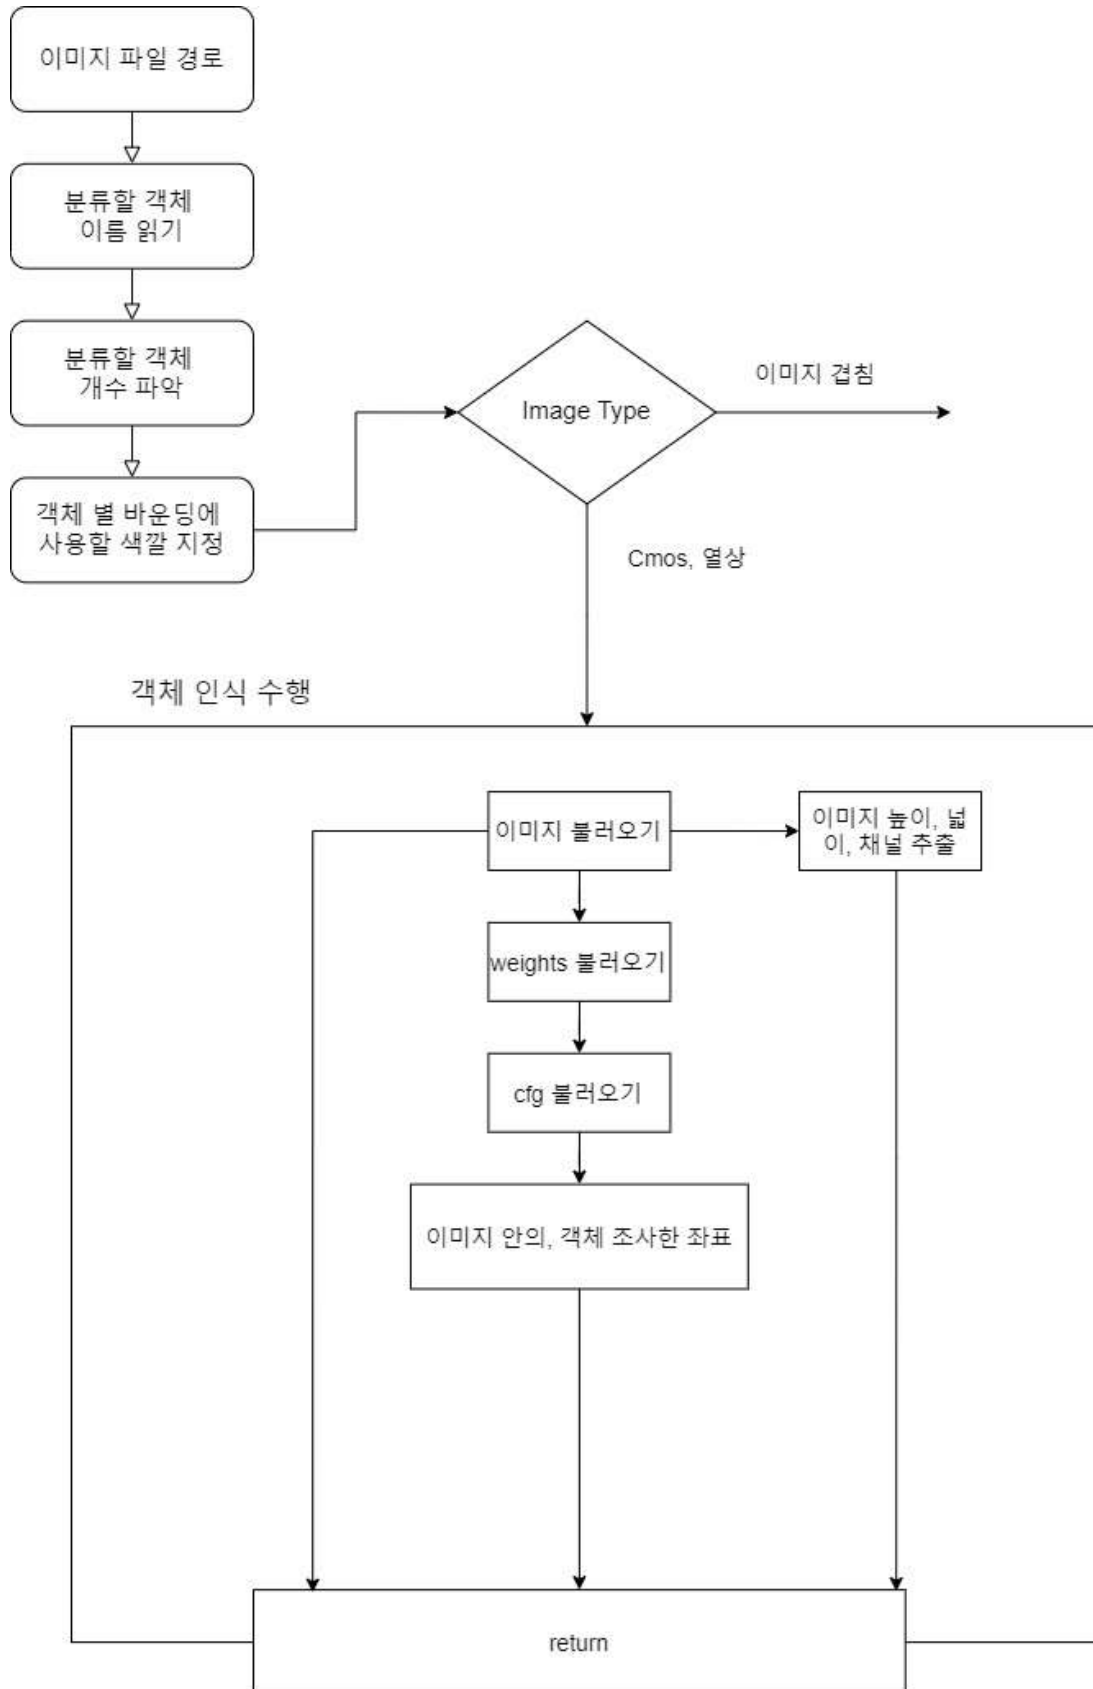 이미지 파일 경로
분류할 객체
이름 읽기
분류할 객체
개수 파악
객체 별 바운딩에
사용할 색깔 지정
Image Type
이미지 겹침
Cmos, 열상
객체 인식 수행
이미지 불러오기
이미지 높이, 넓
이, 채널 추출
weights 불러오기
cfg 불러오기
이미지 안의, 객체 조사한 좌표
return